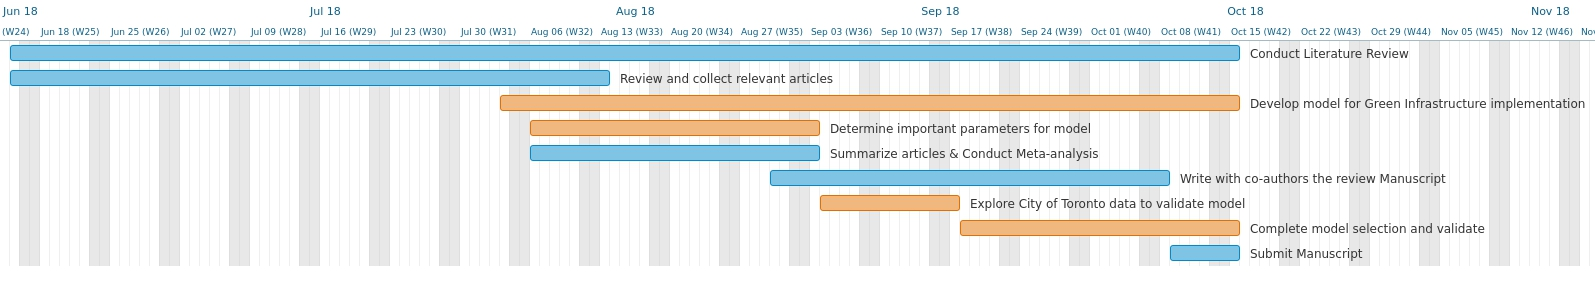 Jun 18 Jul 18 Aug 18 Sep 18 Oct 18 Nov 18
(W24) Jun 18 (W25) Jun 25 (W26) Jul 02 (W27) Jul 09 (W28) Jul 16 (W29) Jul 23 (W30) Jul 30 (W31) Aug 06 (W32) Aug 13 (W33) Aug 20 (W34) Aug 27 (W35) Sep 03 (W36) Sep 10 (W37) Sep 17 (W38) Sep 24 (W39) Oct 01 (W40) Oct 08 (W41) Oct 15 (W42) Oct 22 (W43) Oct 29 (W44) Nov 05 (W45) Nov 12 (W46) Nov
Conduct Literature Review
Review and collect relevant articles
Develop model for Green Infrastructure implementation
Determine important parameters for model
Summarize articles & Conduct Meta-analysis
Write with co-authors the review Manuscript
Explore City of Toronto data to validate model
Complete model selection and validate
Submit Manuscript